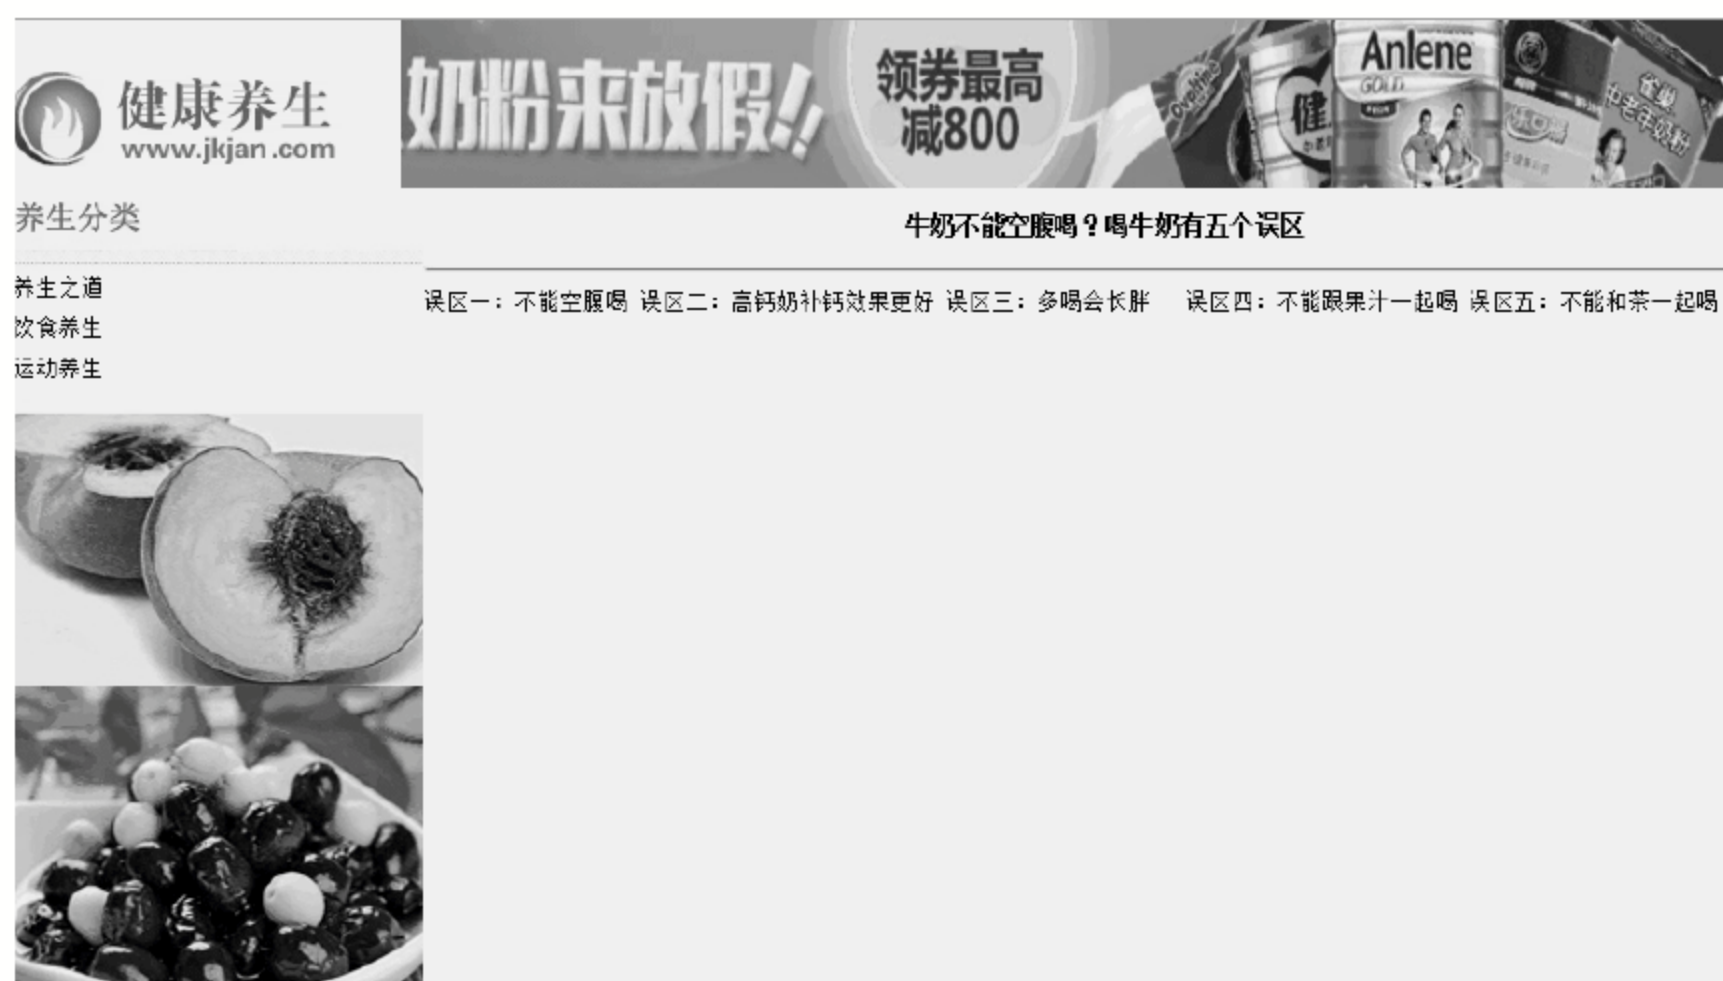 健康养生
www.jkjan.com
奶粉来放假!!
领券最高
减800
Anlene
GOLD
健
雀巢
中老年奶粉
养生分类
牛奶不能空腹喝？喝牛奶有五个误区
养生之道
饮食养生
运动养生
误区一：不能空腹喝 误区二：高钙奶补钙效果更好 误区三：多喝会长胖 误区四：不能跟果汁一起喝 误区五：不能和茶一起喝